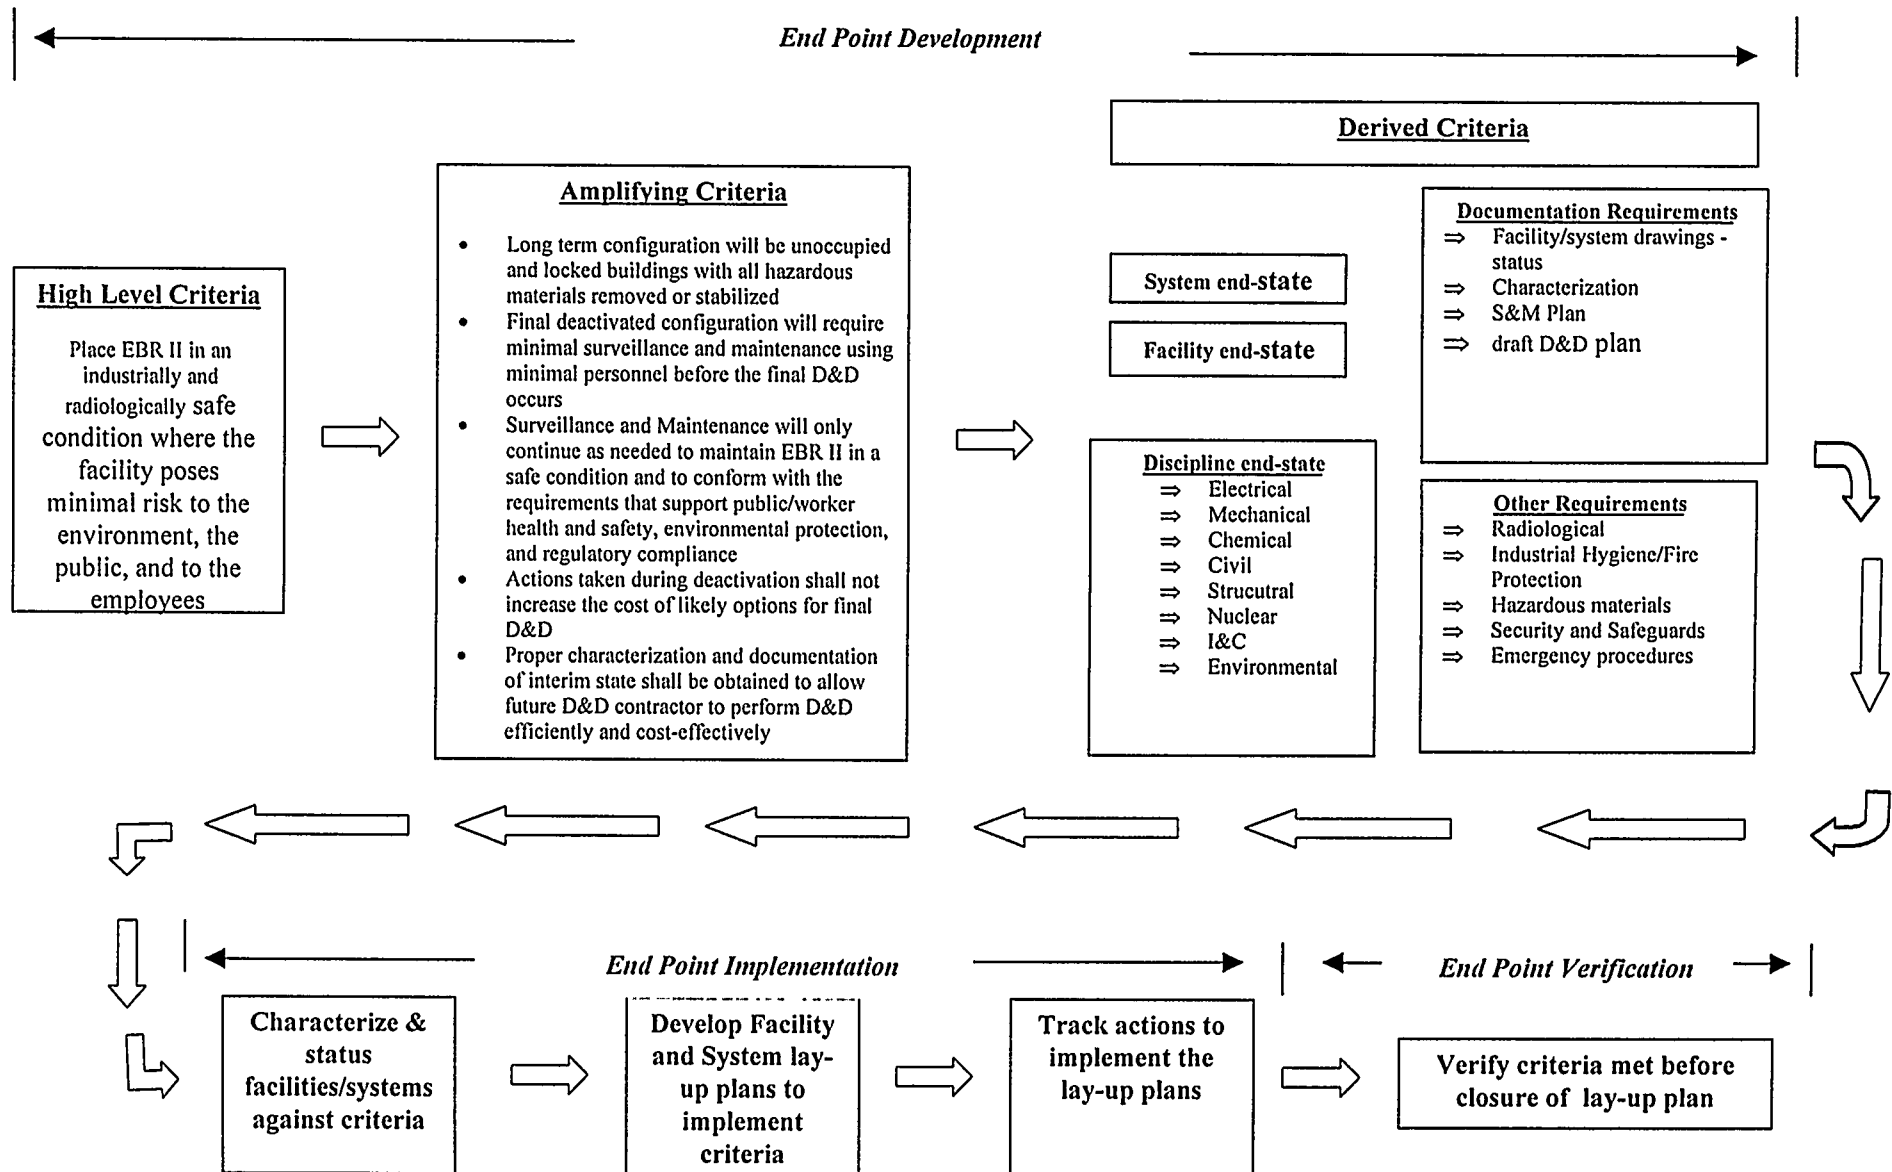 End Point Development
High Level Criteria
Place EBR II in an
industrially and
radiologically safe
condition where the
facility poses
minimal risk to the
environment, the
public, and to the
employees
Amplifying Criteria
• Long term configuration will be unoccupied
and locked buildings with all hazardous
materials removed or stabilized
• Final deactivated configuration will require
minimal surveillance and maintenance using
minimal personnel before the final D&D
occurs
• Surveillance and Maintenance will only
continue as needed to maintain EBR II in a
safe condition and to conform with the
requirements that support public/worker
health and safety, environmental protection,
and regulatory compliance
• Actions taken during deactivation shall not
increase the cost of likely options for final
D&D
• Proper characterization and documentation
of interim state shall be obtained to allow
future D&D contractor to perform D&D
efficiently and cost-effectively
Derived Criteria
System end-state
Facility end-state
Discipline end-state
⇒ Electrical
⇒ Mechanical
⇒ Chemical
⇒ Civil
⇒ Strucutral
⇒ Nuclear
⇒ I&C
⇒ Environmental
Documentation Requirements
⇒ Facility/system drawings -
status
⇒ Characterization
⇒ S&M Plan
⇒ draft D&D plan
Other Requirements
⇒ Radiological
⇒ Industrial Hygiene/Fire
Protection
⇒ Hazardous materials
⇒ Security and Safeguards
⇒ Emergency procedures
End Point Implementation
Characterize &
status
facilities/systems
against criteria
Develop Facility
and System lay-
up plans to
implement
criteria
Track actions to
implement the
lay-up plans
End Point Verification
Verify criteria met before
closure of lay-up plan